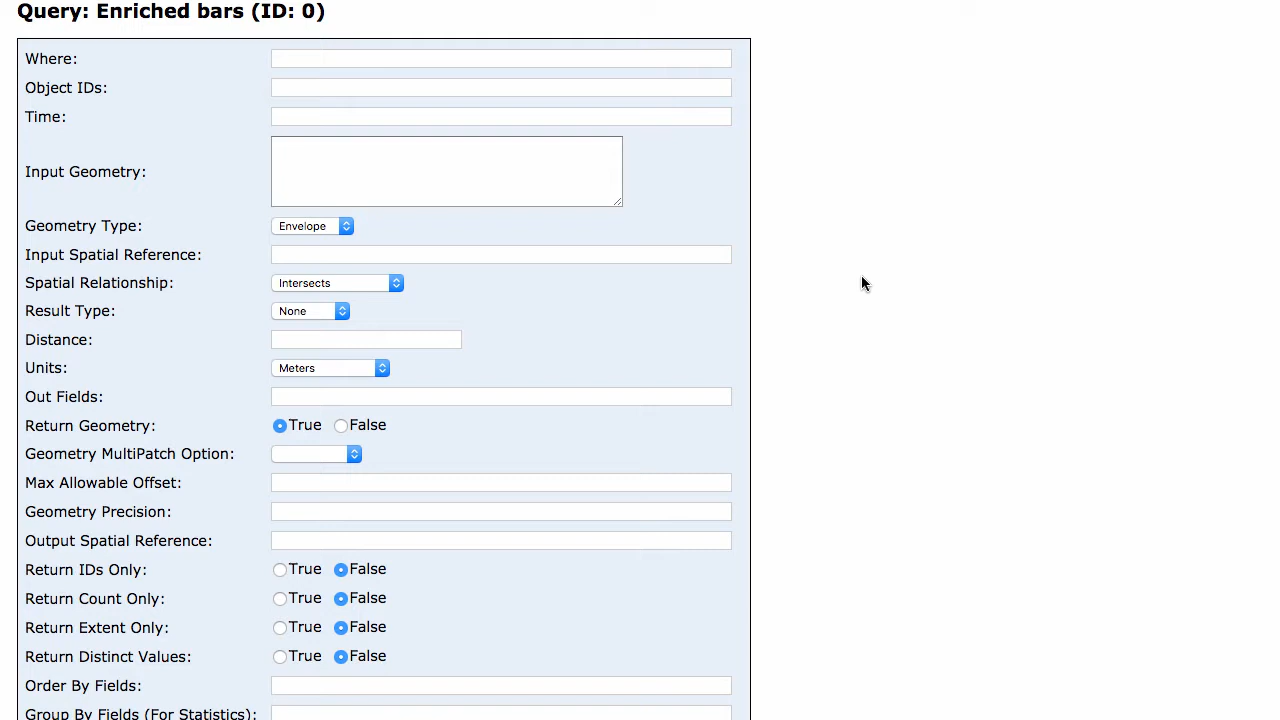 Query: Enriched bars (ID: 0)
Where:
Object IDs:
Time:
Input Geometry:
Geometry Type: Envelope
Input Spatial Reference:
Spatial Relationship: Intersects
Result Type: None
Distance:
Units: Meters
Out Fields:
Return Geometry: True False
Geometry MultiPatch Option:
Max Allowable Offset:
Geometry Precision:
Output Spatial Reference:
Return IDs Only: True False
Return Count Only: True False
Return Extent Only: True False
Return Distinct Values: True False
Order By Fields:
Group By Fields (For Statistics):